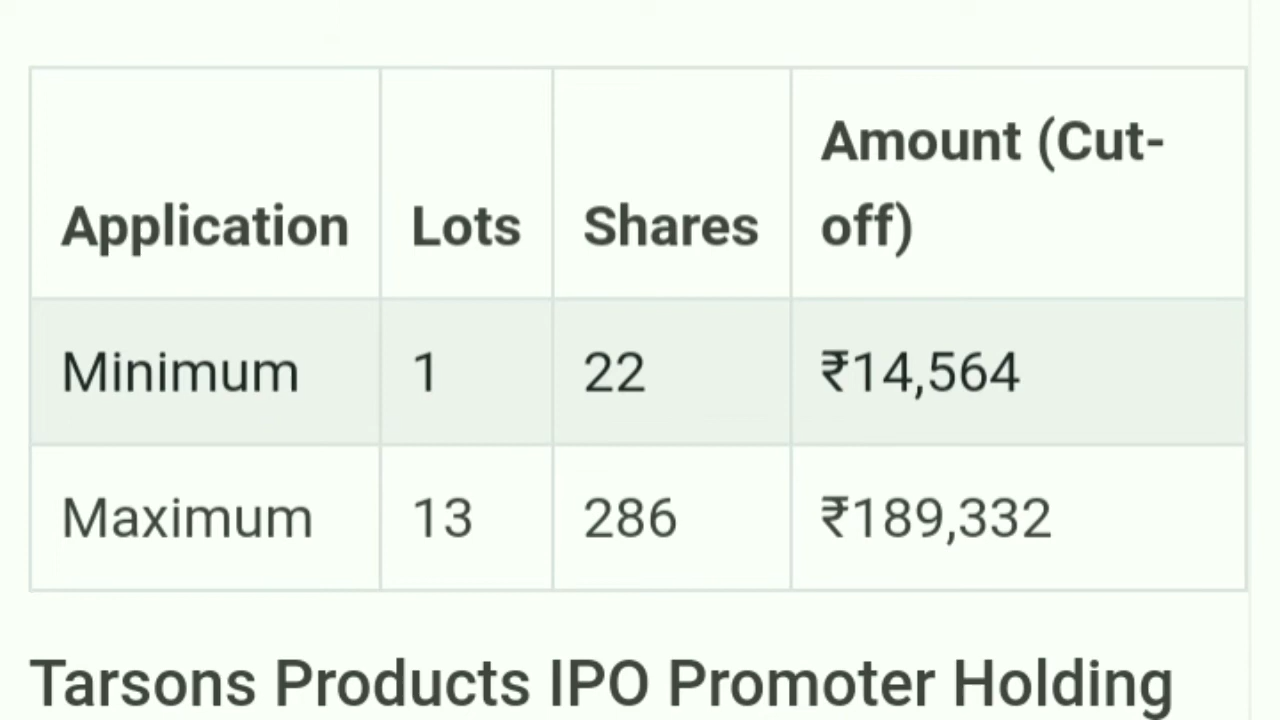 Application Lots Shares Amount (Cut-
off)
Minimum 1 22 ₹14,564
Maximum 13 286 ₹189,332
Tarsons Products IPO Promoter Holding